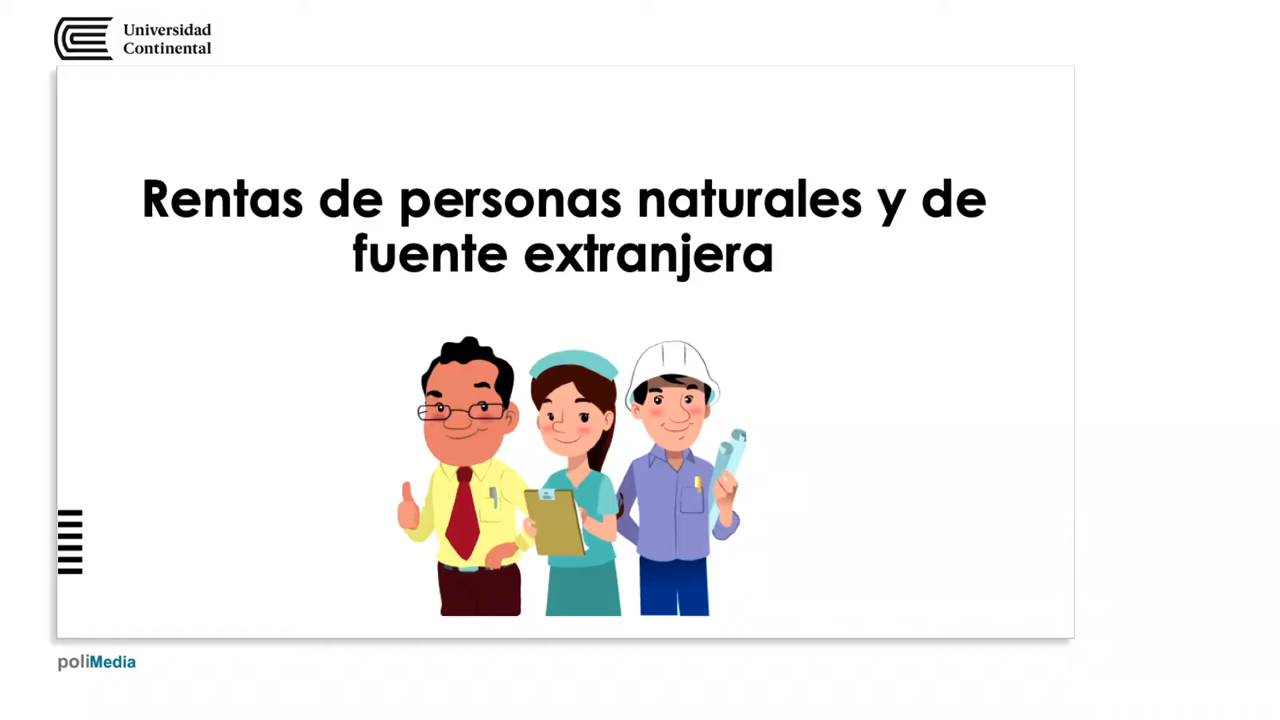 Universidad
Continental
Rentas de personas naturales y de
fuente extranjera
poliMedia